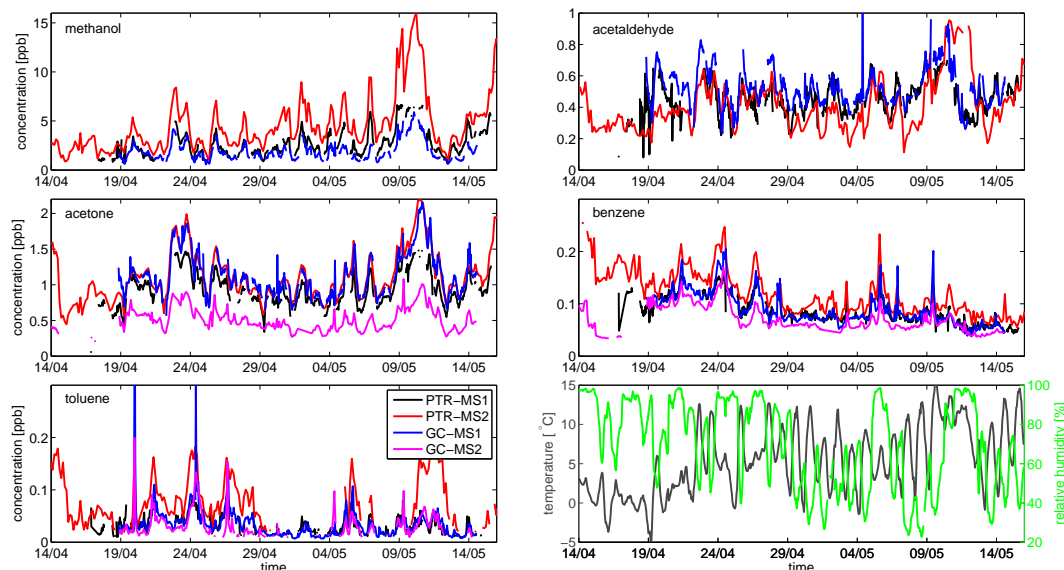 methanol
concentration [ppb]
15
10
5
0
14/04 19/04 24/04 29/04 04/05 09/05 14/05
acetaldehyde
1
0.8
0.6
0.4
0.2
0
14/04 19/04 24/04 29/04 04/05 09/05 14/05
acetone
concentration [ppb]
2
1.5
1
0.5
0
14/04 19/04 24/04 29/04 04/05 09/05 14/05
benzene
0.2
0.1
0
14/04 19/04 24/04 29/04 04/05 09/05 14/05
toluene
concentration [ppb]
0.2
0.1
0
PTR−MS1
PTR−MS2
GC−MS1
GC−MS2
14/04 19/04 24/04 29/04 04/05 09/05 14/05
time
temperature [ °C]
15
10
5
0
−5
relative humidity [%]
100
80
60
40
20
14/04 19/04 24/04 29/04 04/05 09/05 14/05
time